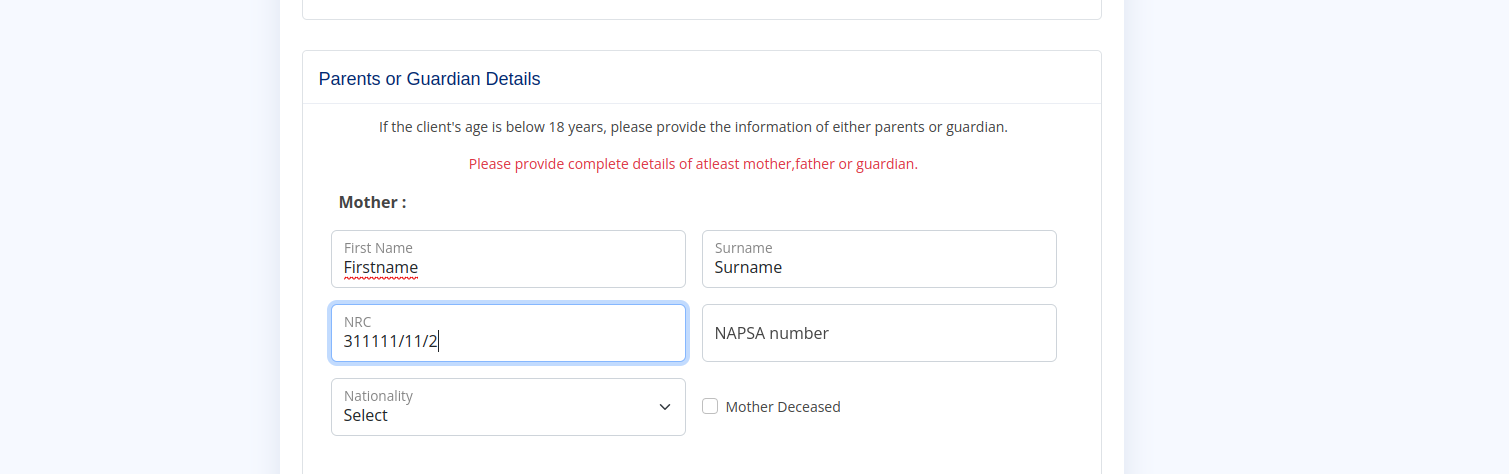 Parents or Guardian Details
If the client's age is below 18 years, please provide the information of either parents or guardian.
Please provide complete details of atleast mother,father or guardian.
Mother :
First Name
Firstname
Surname
Surname
NRC
311111/11/2
NAPSA number
Nationality
Select
Mother Deceased